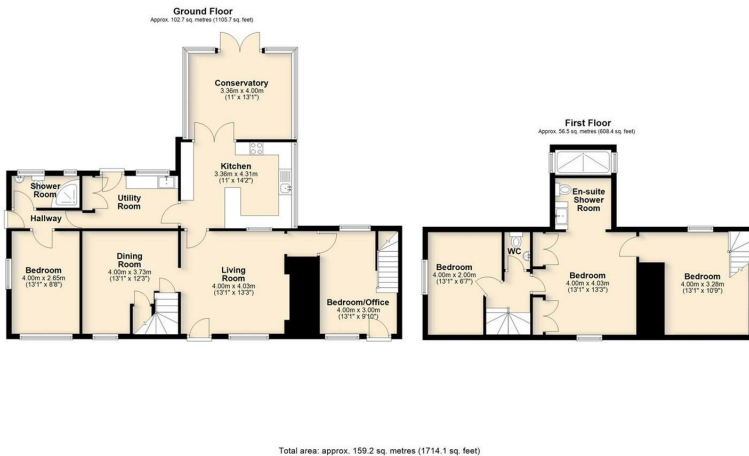 Ground Floor
Approx. 102.7 sq. metres (1105.7 sq. feet)
Conservatory
3.36m x 4.00m
(11' x 13'1")
Kitchen
3.36m x 4.31m
(11' x 14'2")
Shower
Room
Utility
Room
Hallway
Bedroom
4.00m x 2.65m
(13'1" x 8'8")
Dining
Room
4.00m x 3.73m
(13'1" x 12'3")
Living
Room
4.00m x 4.03m
(13'1" x 13'3")
Bedroom/Office
4.00m x 3.00m
(13'1" x 9'10")
First Floor
Approx. 56.5 sq. metres (608.4 sq. feet)
En-suite
Shower
Room
WC
Bedroom
4.00m x 2.00m
(13'1" x 6'7")
Bedroom
4.00m x 4.03m
(13'1" x 13'3")
Bedroom
4.00m x 3.28m
(13'1" x 10'9")
Total area: approx. 159.2 sq. metres (1714.1 sq. feet)